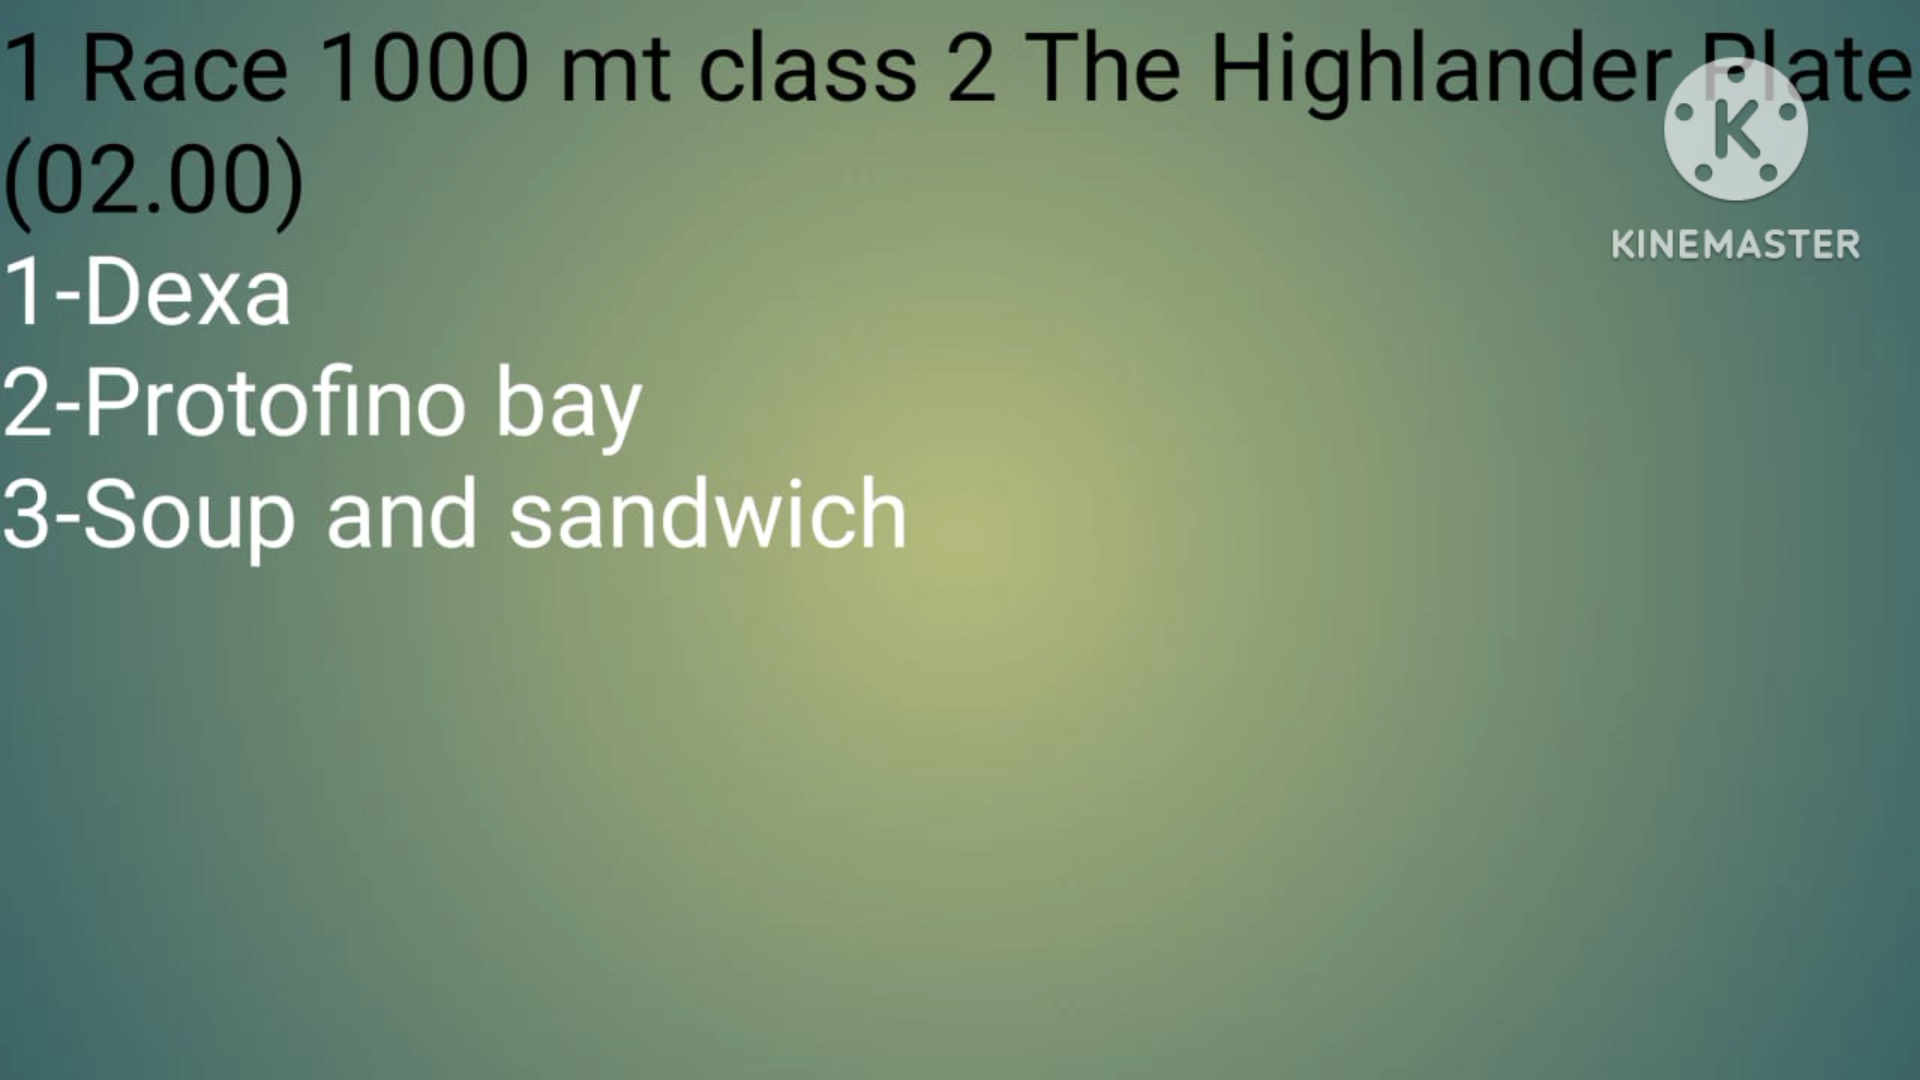 1 Race 1000 mt class 2 The Highlander Plate
(02.00)
K
KINEMASTER
1-Dexa
2-Protofino bay
3-Soup and sandwich